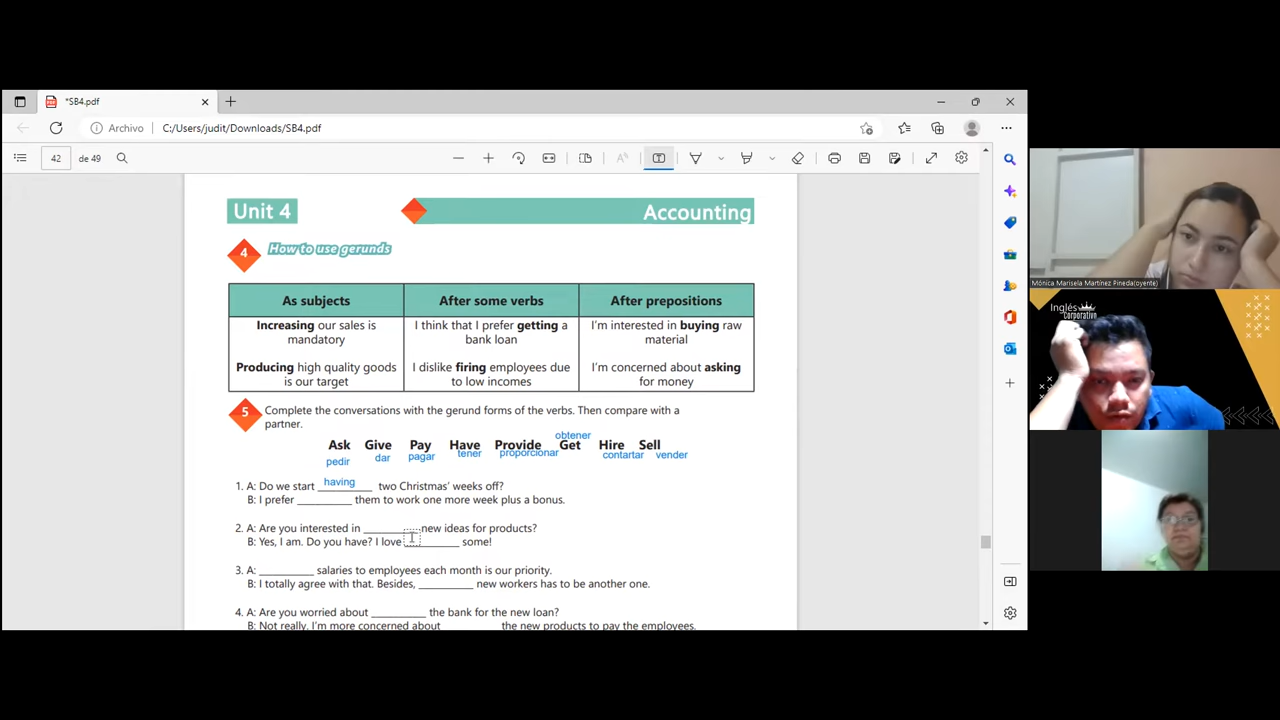 *SB4.pdf
Archivo C:/Users/judit/Downloads/SB4.pdf
42 de 49
Unit 4
Accounting
4 How to use gerunds
As subjects After some verbs After prepositions
Increasing our sales is mandatory
I think that I prefer getting a bank loan
I'm interested in buying raw material
Producing high quality goods is our target
I dislike firing employees due to low incomes
I'm concerned about asking for money
5 Complete the conversations with the gerund forms of the verbs. Then compare with a
partner.
obtener
Ask Give Pay Have Provide Get Hire Sell
pedir dar pagar tener proporcionar contartar vender
having
1. A: Do we start __________ two Christmas' weeks off?
B: I prefer __________ them to work one more week plus a bonus.
2. A: Are you interested in __________ new ideas for products?
B: Yes, I am. Do you have? I love __________ some!
3. A: __________ salaries to employees each month is our priority.
B: I totally agree with that. Besides, __________ new workers has to be another one.
4. A: Are you worried about __________ the bank for the new loan?
B: Not really. I'm more concerned about __________ the new products to pay the employees.
Mónica Marisela Martínez Pineda(oyente)
Inglés
Corporativo